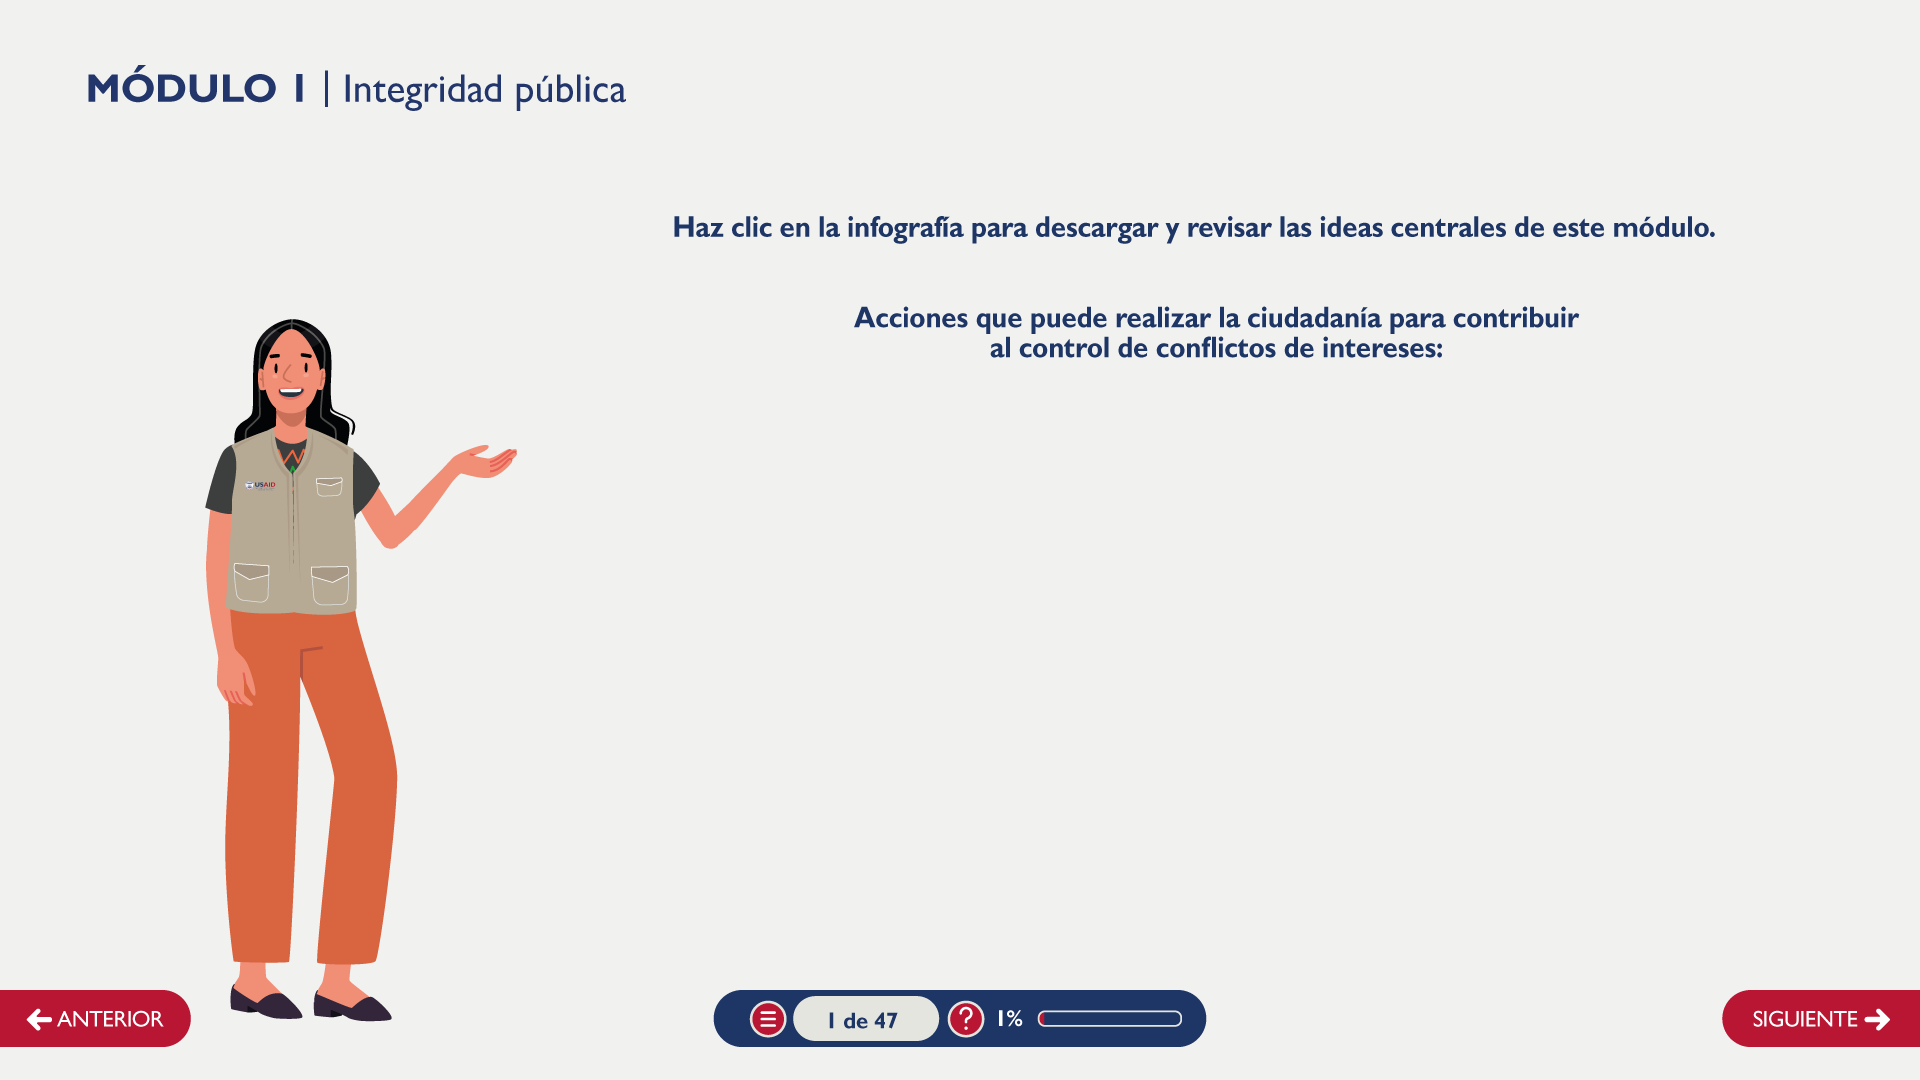 MÓDULO 1 | Integridad pública
Haz clic en la infografía para descargar y revisar las ideas centrales de este módulo.
Acciones que puede realizar la ciudadanía para contribuir
al control de conflictos de intereses:
USAID
ANTERIOR
1 de 47
?
1%
SIGUIENTE